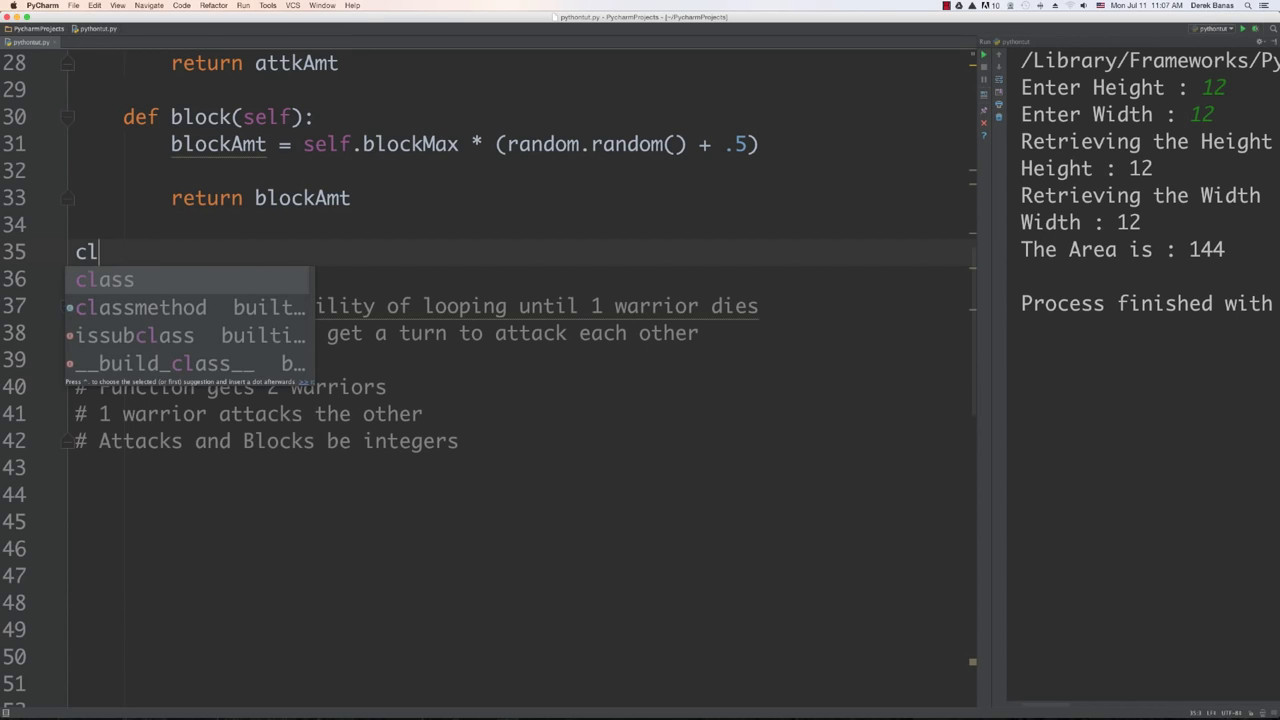 PyCharm File Edit View Navigate Code Refactor Run Tools VCS Window Help 10 Mon Jul 11 11:07 AM Derek Banas
pythontut.py - PycharmProjects - [~/PycharmProjects]
PycharmProjects pythontut.py pythontut
pythontut.py
Run pythontut
28 return attkAmt
29
30 def block(self):
31 blockAmt = self.blockMax * (random.random() + .5)
32
33 return blockAmt
34
35 cl
36 class
37 classmethod built… ility of looping until 1 warrior dies
38 issubclass builti… get a turn to attack each other
39 __build_class__ b…
Press ^. to choose the selected (or first) suggestion and insert a dot afterwards >>
40 # Function gets 2 warriors
41 # 1 warrior attacks the other
42 # Attacks and Blocks be integers
43
44
45
46
47
48
49
50
51
/Library/Frameworks/Py
Enter Height : 12
Enter Width : 12
Retrieving the Height
Height : 12
Retrieving the Width
Width : 12
The Area is : 144
Process finished with
35:3 LF UTF-8